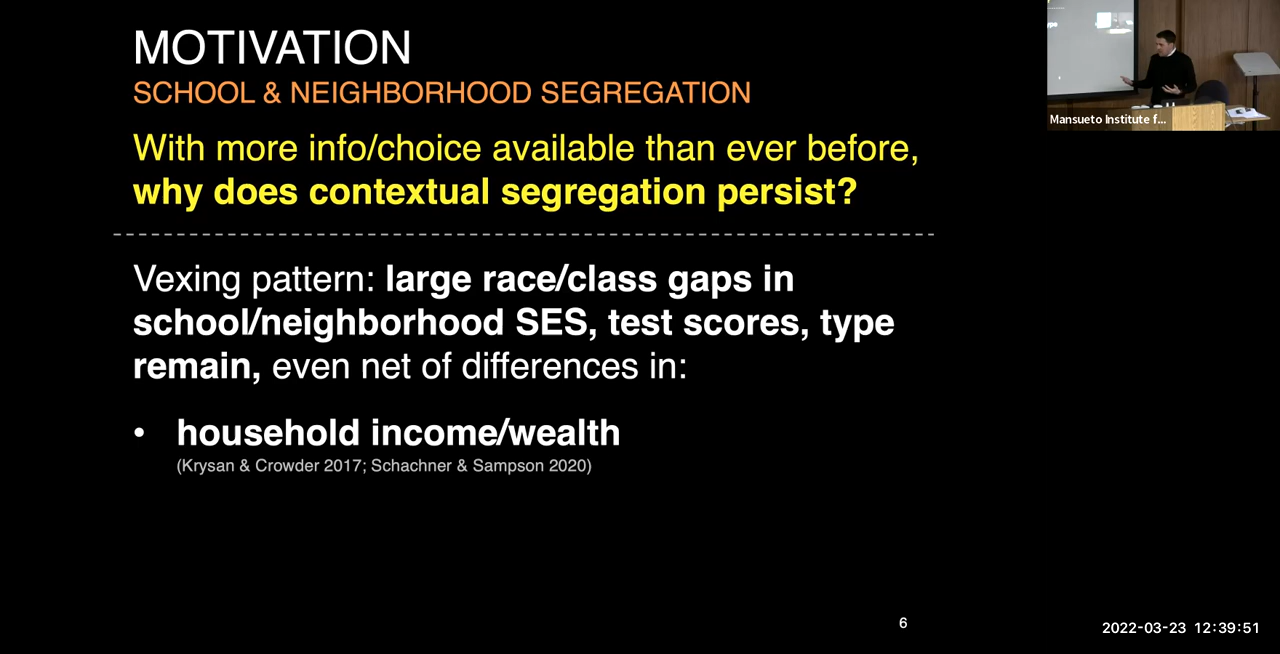 MOTIVATION
SCHOOL & NEIGHBORHOOD SEGREGATION
With more info/choice available than ever before,
why does contextual segregation persist?
Vexing pattern: large race/class gaps in
school/neighborhood SES, test scores, type
remain, even net of differences in:
• household income/wealth
(Krysan & Crowder 2017; Schachner & Sampson 2020)
6
Mansueto Institute f...
2022-03-23 12:39:51